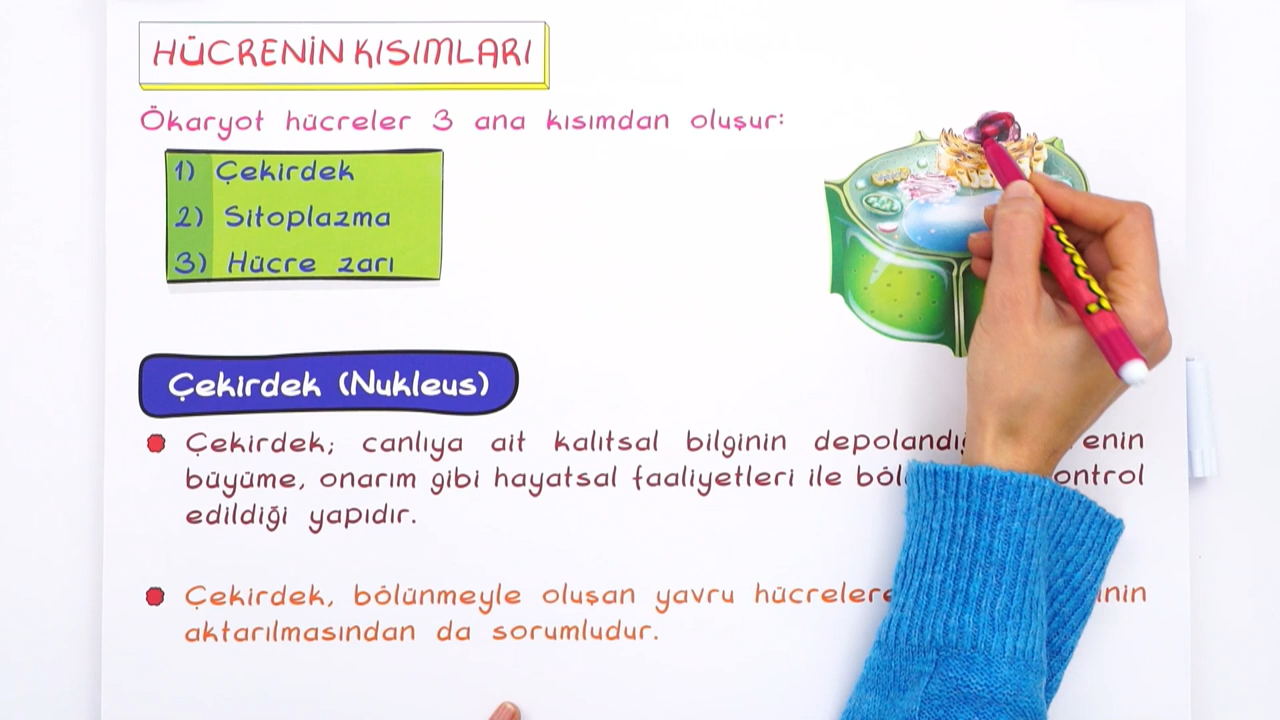 HÜCRENİN KISIMLARI
Ökaryot hücreler 3 ana kısımdan oluşur:
1) Çekirdek
2) Sitoplazma
3) Hücre zarı
Çekirdek (Nukleus)
Çekirdek; canlıya ait kalıtsal bilginin
büyüme, onarım gibi hayatsal faaliyetleri ile
edildiği yapıdır.
Çekirdek, bölünmeyle oluşan yavru
aktarılmasından da sorumludur.